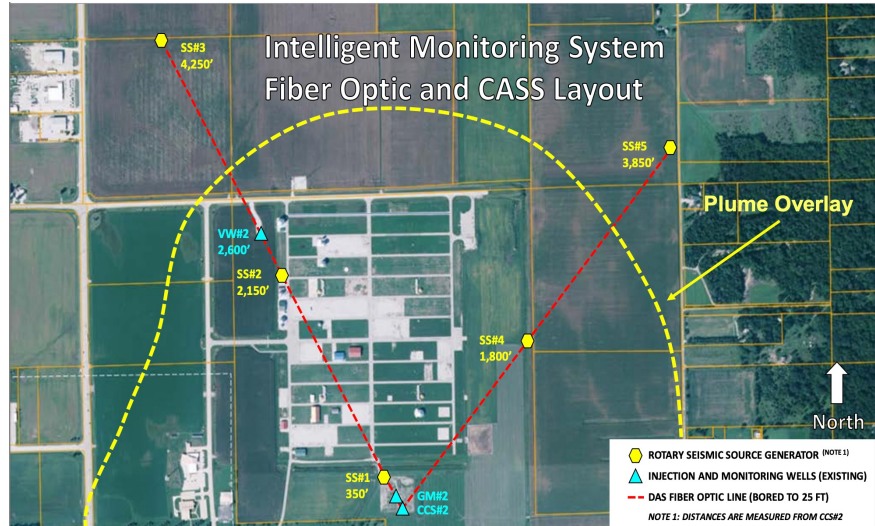 Intelligent Monitoring System
Fiber Optic and CASS Layout
SS#3
4,250’
SS#5
3,850’
Plume Overlay
VW#2
2,600’
SS#2
2,150’
SS#4
1,800’
North
SS#1
350’
GM#2
CCS#2
ROTARY SEISMIC SOURCE GENERATOR (NOTE 1)
INJECTION AND MONITORING WELLS (EXISTING)
DAS FIBER OPTIC LINE (BORED TO 25 FT)
NOTE 1: DISTANCES ARE MEASURED FROM CCS#2